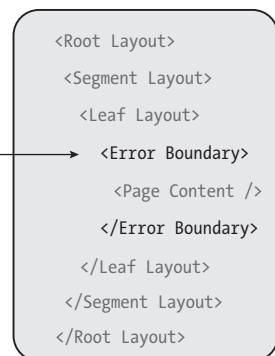 <Root Layout>
<Segment Layout>
<Leaf Layout>
<Error Boundary>
<Page Content />
</Error Boundary>
</Leaf Layout>
</Segment Layout>
</Root Layout>